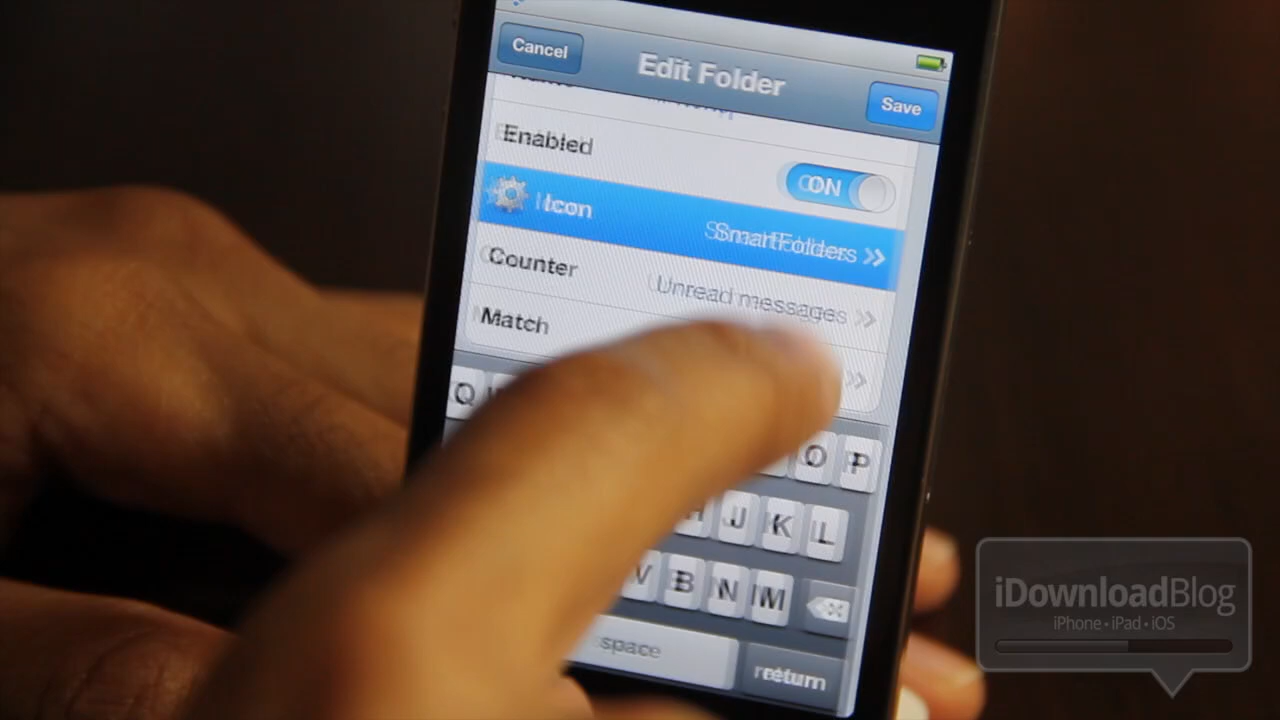 Cancel
Edit Folder
Save
Enabled
ON
Icon
SmartFolders
Counter
Unread messages
Match
Q
O P
J K L
V B N M
space
return
iDownloadBlog
iPhone • iPad • iOS